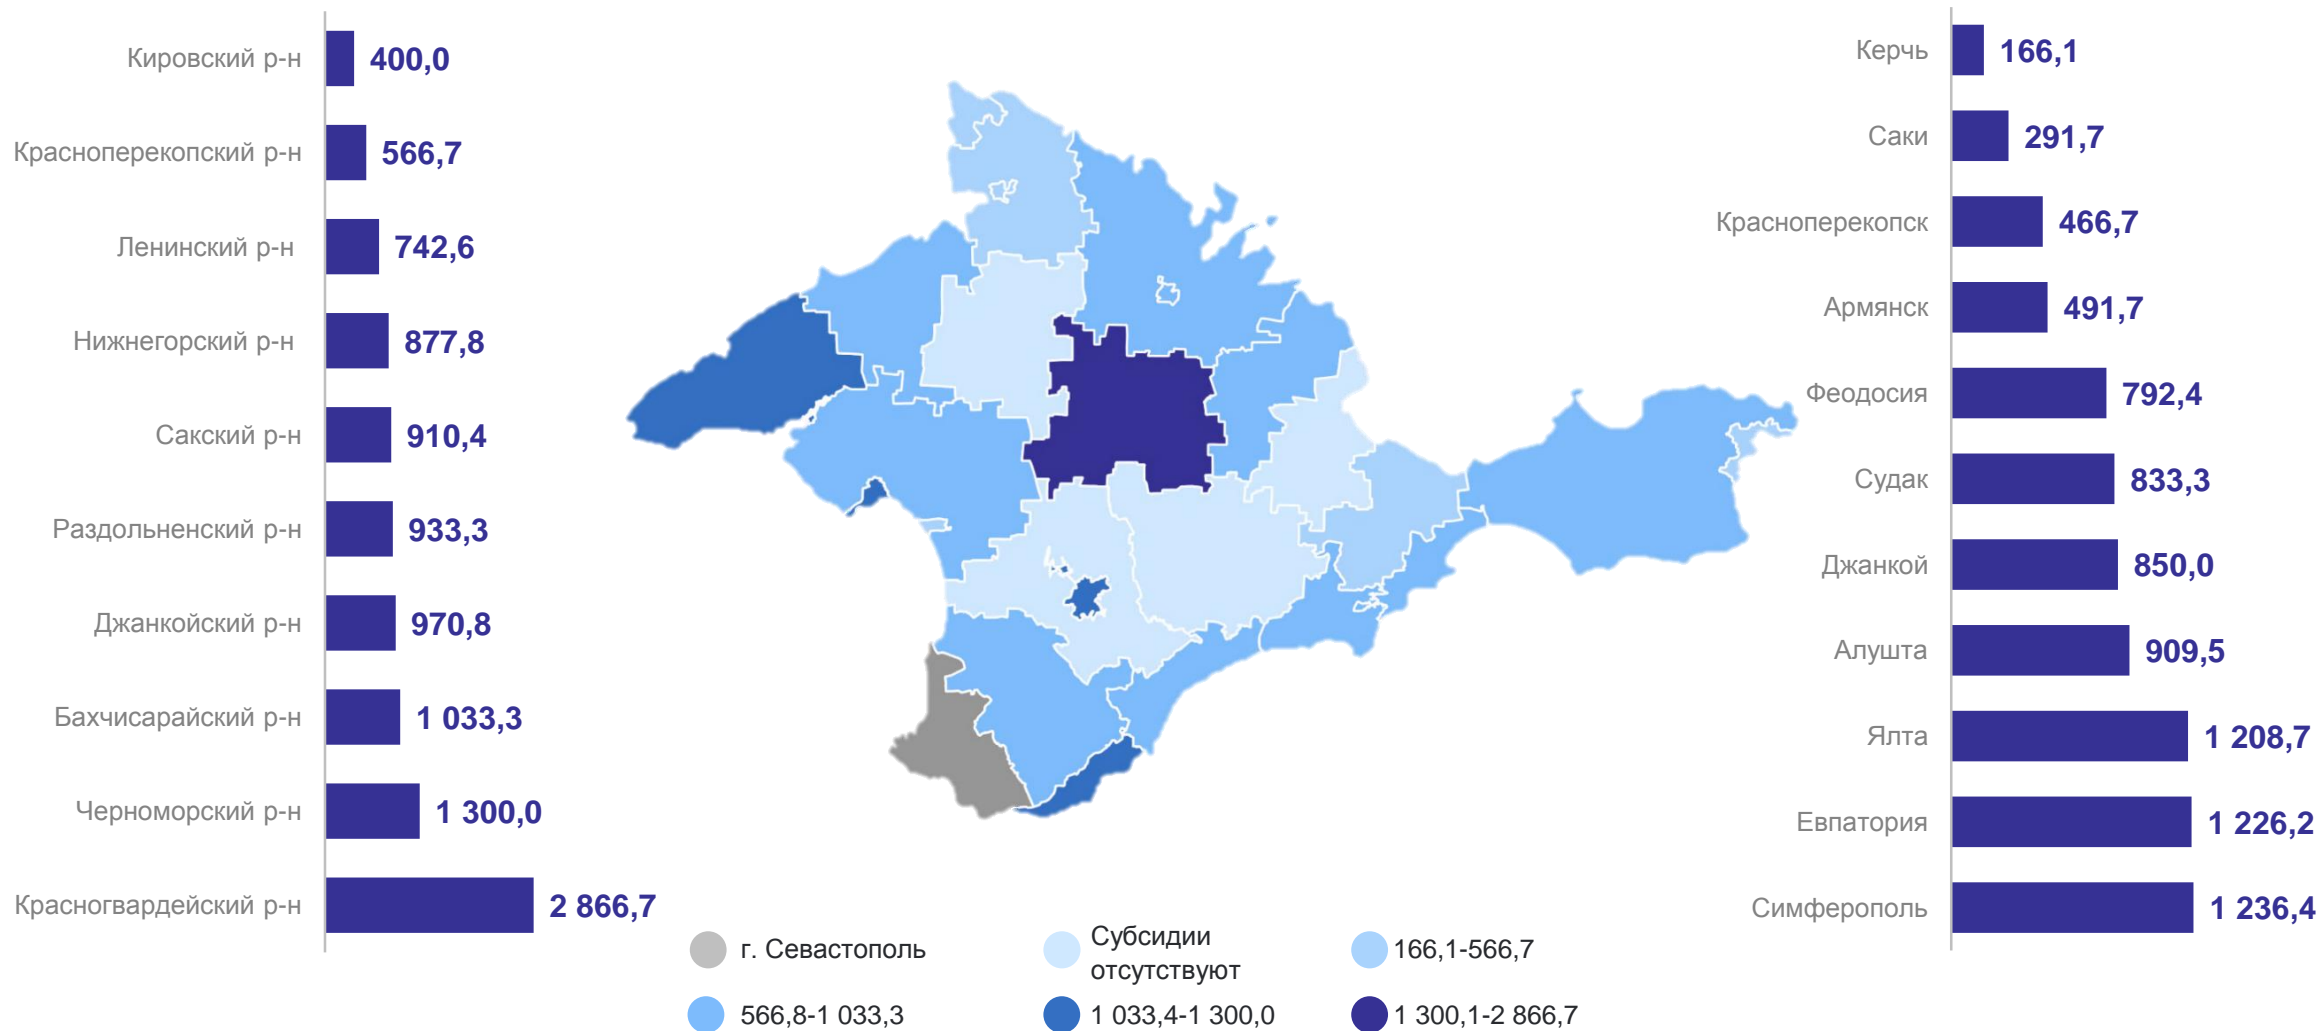 Кировский р-н 400,0
Красноперекопский р-н 566,7
Ленинский р-н 742,6
Нижнегорский р-н 877,8
Сакский р-н 910,4
Раздольненский р-н 933,3
Джанкойский р-н 970,8
Бахчисарайский р-н 1 033,3
Черноморский р-н 1 300,0
Красногвардейский р-н 2 866,7
Керчь 166,1
Саки 291,7
Красноперекопск 466,7
Армянск 491,7
Феодосия 792,4
Судак 833,3
Джанкой 850,0
Алушта 909,5
Ялта 1 208,7
Евпатория 1 226,2
Симферополь 1 236,4
г. Севастополь
Субсидии
отсутствуют
166,1-566,7
566,8-1 033,3
1 033,4-1 300,0
1 300,1-2 866,7